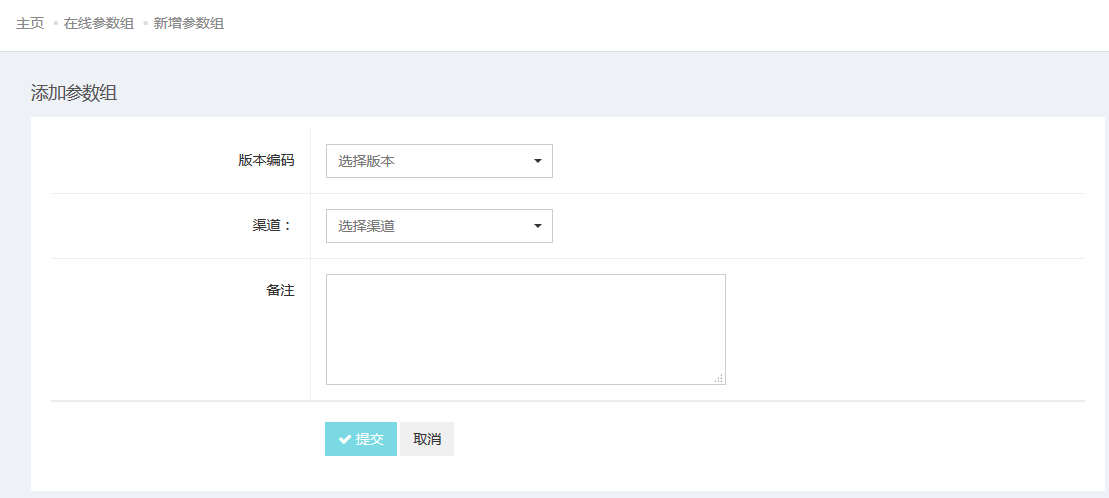 主页 在线参数组 新增参数组
添加参数组
版本编码 选择版本
渠道： 选择渠道
备注
提交 取消